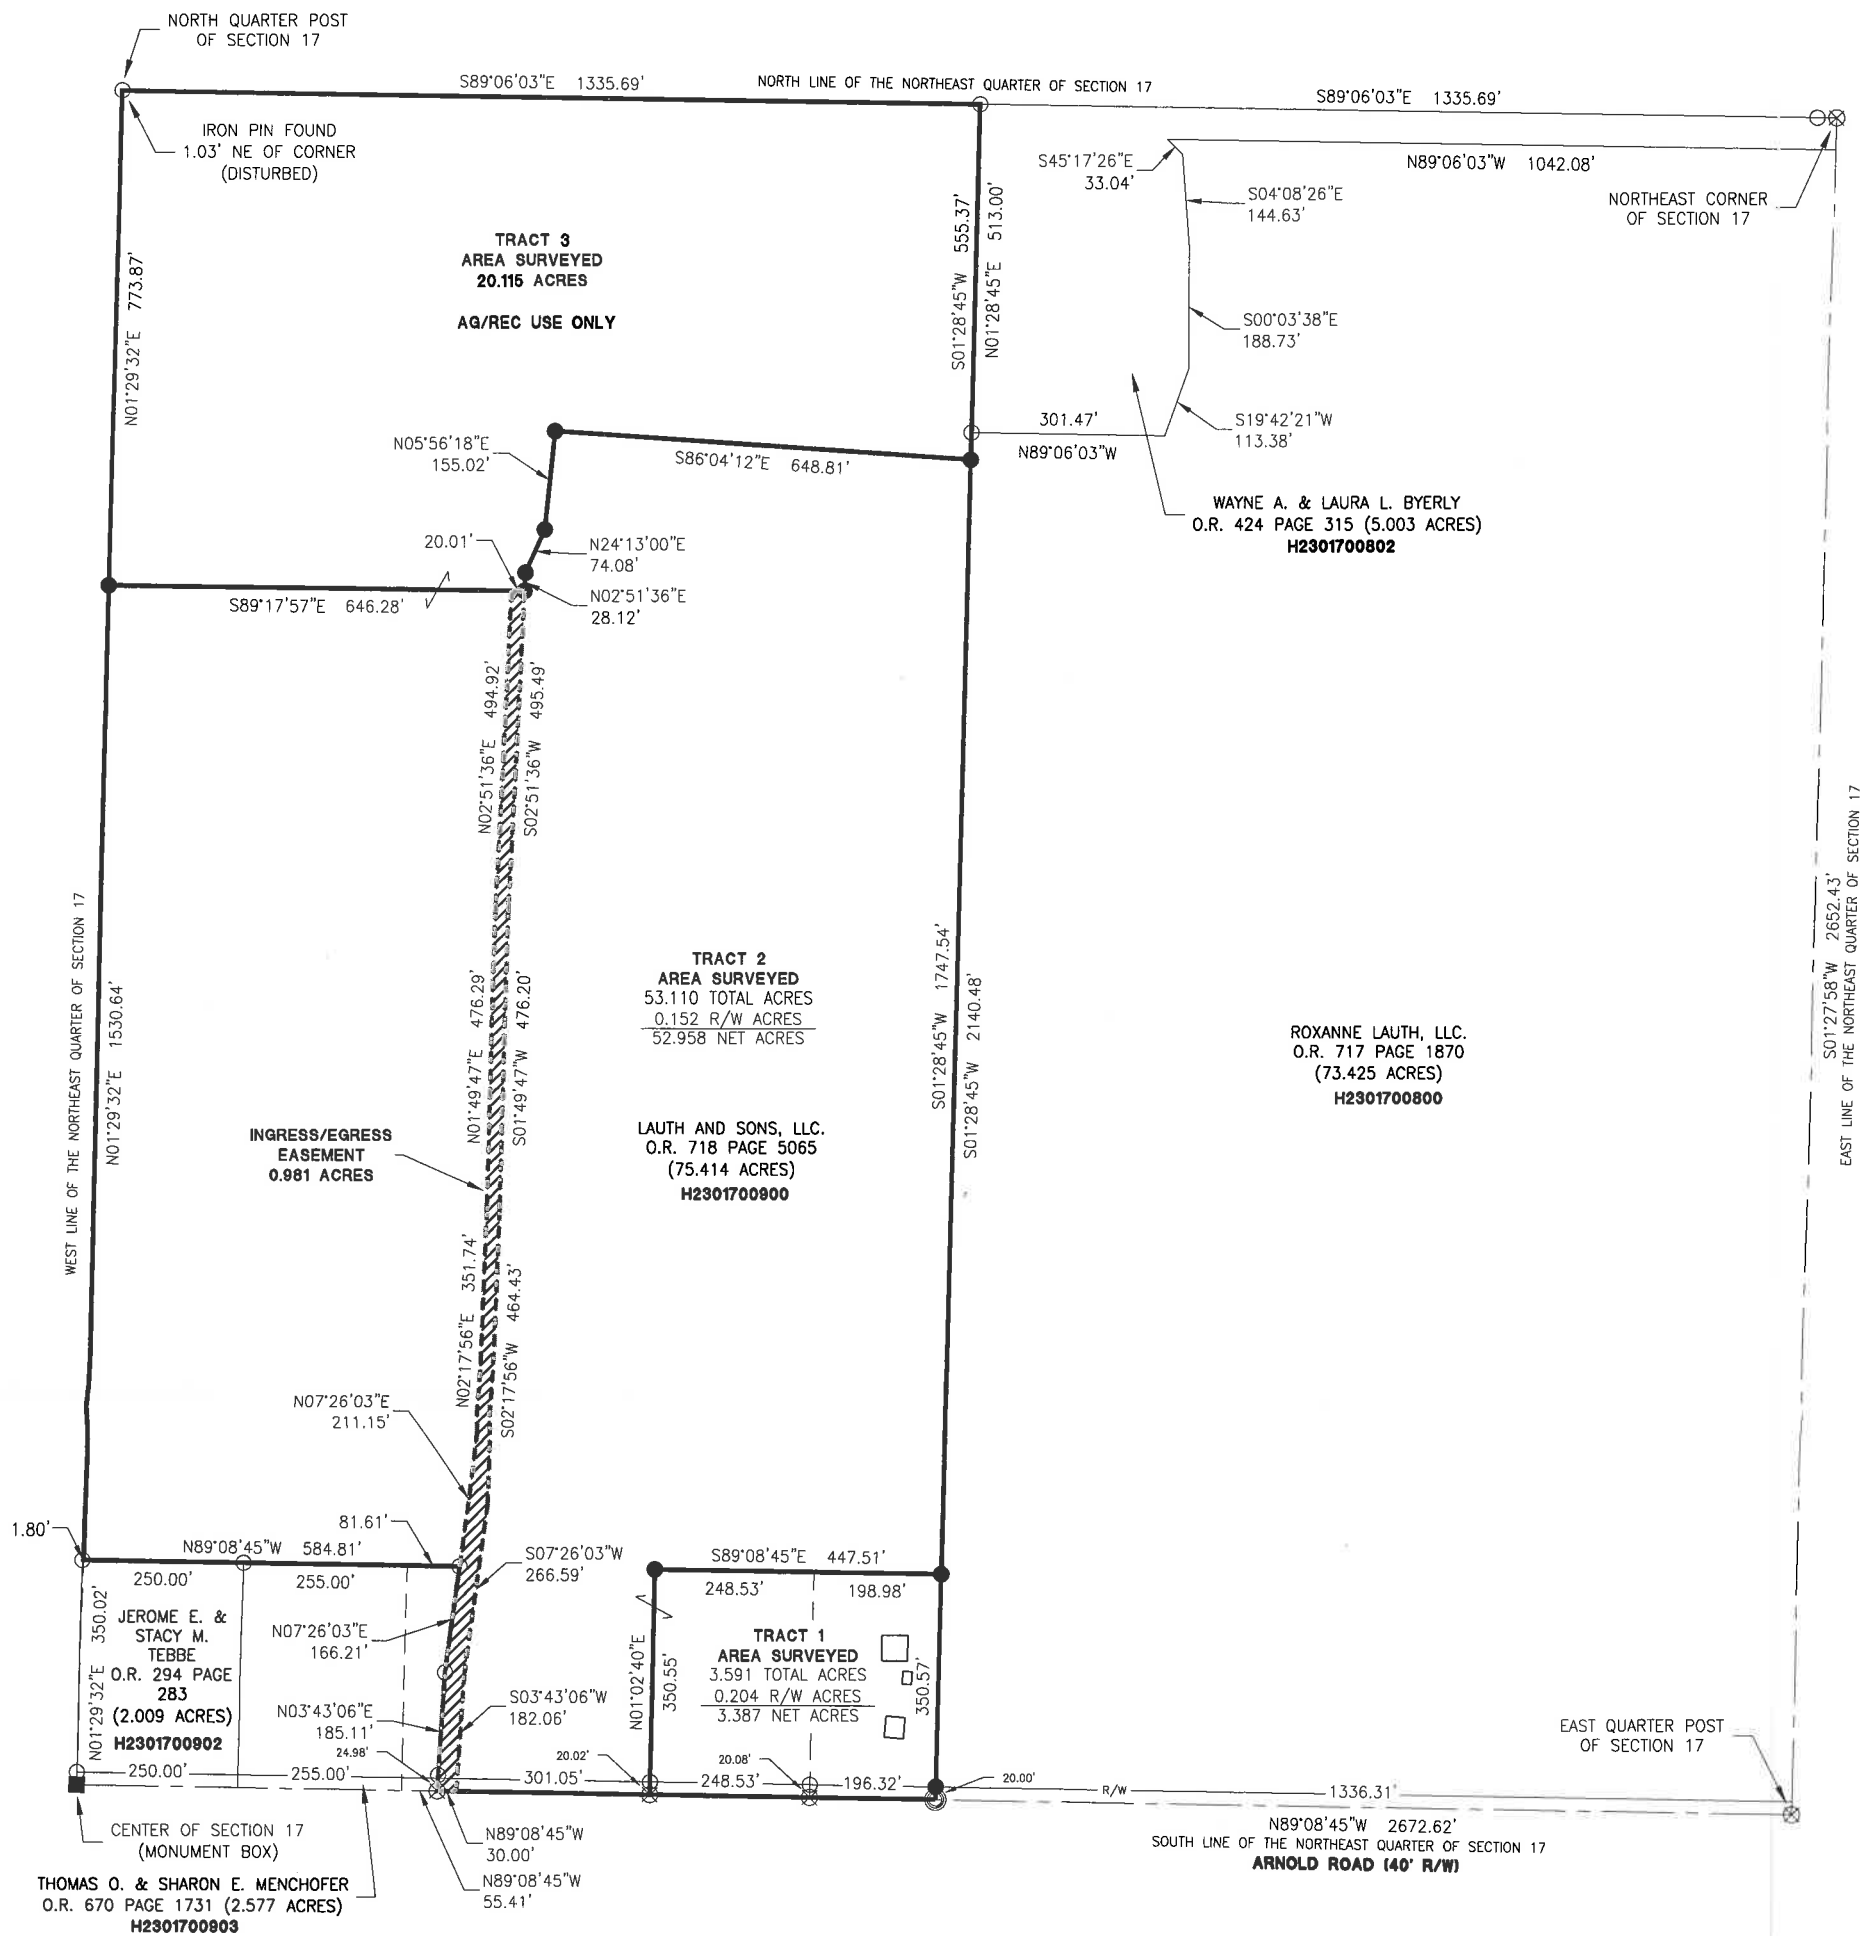 NORTH QUARTER POST
OF SECTION 17
S89°06'03"E 1335.69'
NORTH LINE OF THE NORTHEAST QUARTER OF SECTION 17
S89°06'03"E 1335.69'
IRON PIN FOUND
1.03' NE OF CORNER
(DISTURBED)
S45°17'26"E
33.04'
N89°06'03"W 1042.08'
S04°08'26"E
144.63'
NORTHEAST CORNER
OF SECTION 17
N01°29'32"E 773.87'
TRACT 3
AREA SURVEYED
20.115 ACRES
AG/REC USE ONLY
S01°28'45"W 555.37'
N01°28'45"E 513.00'
S00°03'38"E
188.73'
S19°42'21"W
113.38'
301.47'
N89°06'03"W
N05°56'18"E
155.02'
S86°04'12"E 648.81'
WAYNE A. & LAURA L. BYERLY
O.R. 424 PAGE 315 (5.003 ACRES)
H2301700802
20.01'
N24°13'00"E
74.08'
S89°17'57"E 646.28'
N02°51'36"E
28.12'
N02°51'36"E 494.92'
S02°51'36"W 495.49'
WEST LINE OF THE NORTHEAST QUARTER OF SECTION 17
N01°29'32"E 1530.64'
N01°49'47"E 476.29'
S01°49'47"W 476.20'
TRACT 2
AREA SURVEYED
53.110 TOTAL ACRES
0.152 R/W ACRES
52.958 NET ACRES
S01°28'45"W 1747.54'
S01°28'45"W 2140.48'
ROXANNE LAUTH, LLC.
O.R. 717 PAGE 1870
(73.425 ACRES)
H2301700800
S01°27'58"W 2652.43'
EAST LINE OF THE NORTHEAST QUARTER OF SECTION 17
INGRESS/EGRESS
EASEMENT
0.981 ACRES
LAUTH AND SONS, LLC.
O.R. 718 PAGE 5065
(75.414 ACRES)
H2301700900
N02°17'56"E 351.74'
S02°17'56"W 464.43'
N07°26'03"E
211.15'
1.80'
81.61'
N89°08'45"W 584.81'
250.00'
255.00'
S07°26'03"W
266.59'
S89°08'45"E 447.51'
248.53'
198.98'
N01°29'32"E 350.02'
JEROME E. &
STACY M.
TEBBE
O.R. 294 PAGE
283
(2.009 ACRES)
H2301700902
N07°26'03"E
166.21'
N03°43'06"E
185.11'
S03°43'06"W
182.06'
N01°02'40"E
350.55'
TRACT 1
AREA SURVEYED
3.591 TOTAL ACRES
0.204 R/W ACRES
3.387 NET ACRES
350.57'
EAST QUARTER POST
OF SECTION 17
24.98'
20.02'
20.08'
20.00'
250.00'
255.00'
301.05'
248.53'
196.32'
R/W
1336.31'
CENTER OF SECTION 17
(MONUMENT BOX)
N89°08'45"W
30.00'
N89°08'45"W
55.41'
N89°08'45"W 2672.62'
SOUTH LINE OF THE NORTHEAST QUARTER OF SECTION 17
ARNOLD ROAD (40' R/W)
THOMAS O. & SHARON E. MENCHOFER
O.R. 670 PAGE 1731 (2.577 ACRES)
H2301700903